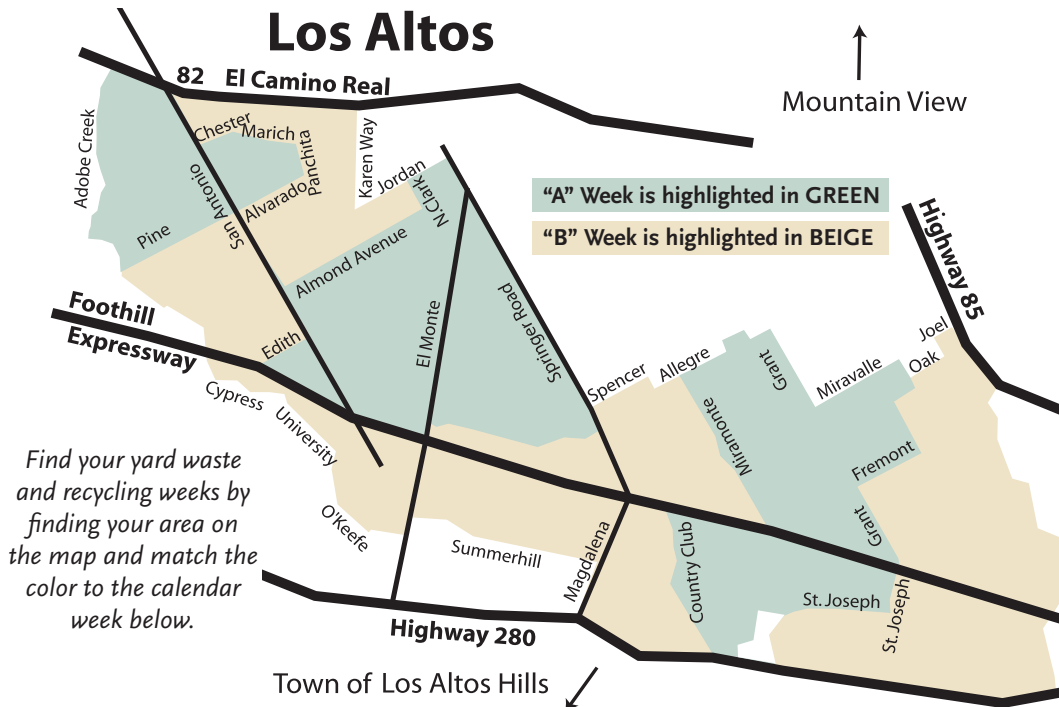 Los Altos
82 El Camino Real
Mountain View
Adobe Creek
Chester
Marich
Panchita
Karen Way
Jordan
N.Clark
San Antonio
Alvarado
Pine
Almond Avenue
"A" Week is highlighted in GREEN
"B" Week is highlighted in BEIGE
Highway 85
Foothill
Expressway
Edith
El Monte
Springer Road
Cypress
University
O'Keefe
Spencer
Allegre
Grant
Miravalle
Oak
Joel
Miramonte
Fremont
Grant
Find your yard waste
and recycling weeks by
finding your area on
the map and match the
color to the calendar
week below.
Summerhill
Magdalena
Country Club
St. Joseph
St. Joseph
Highway 280
Town of Los Altos Hills